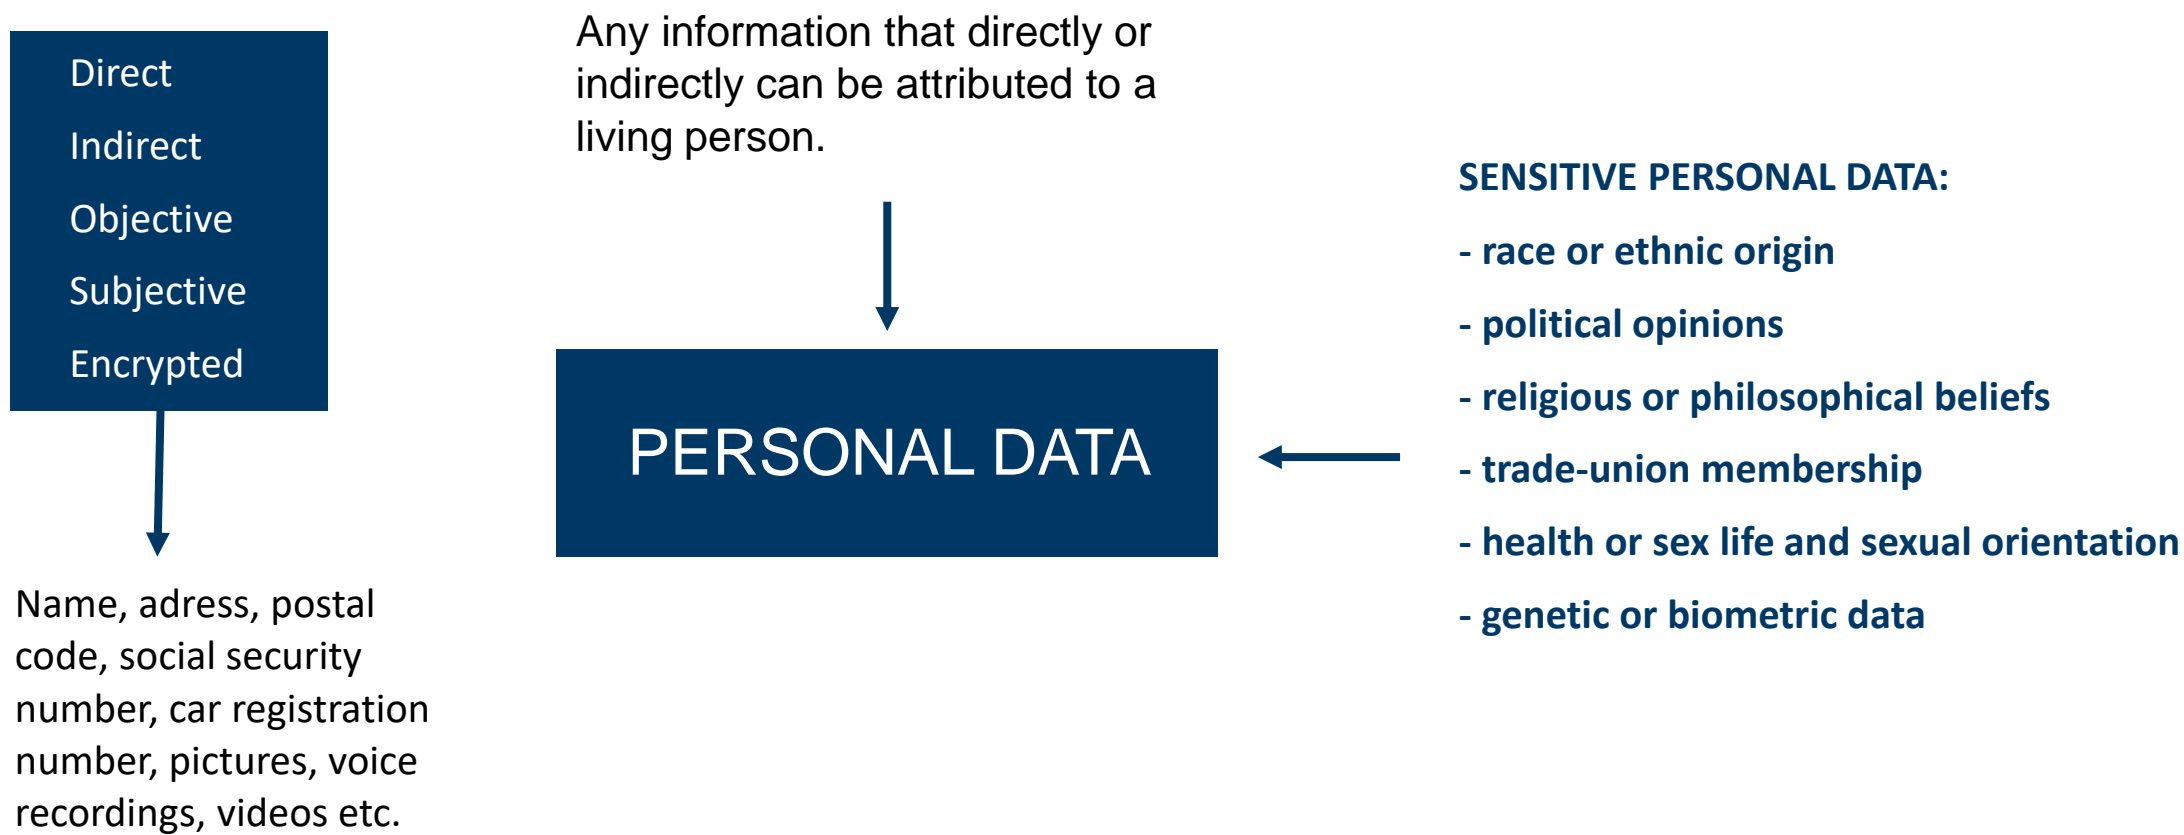 Direct
Indirect
Objective
Subjective
Encrypted
Name, adress, postal
code, social security
number, car registration
number, pictures, voice
recordings, videos etc.
Any information that directly or
indirectly can be attributed to a
living person.
PERSONAL DATA
SENSITIVE PERSONAL DATA:
- race or ethnic origin
- political opinions
- religious or philosophical beliefs
- trade-union membership
- health or sex life and sexual orientation
- genetic or biometric data